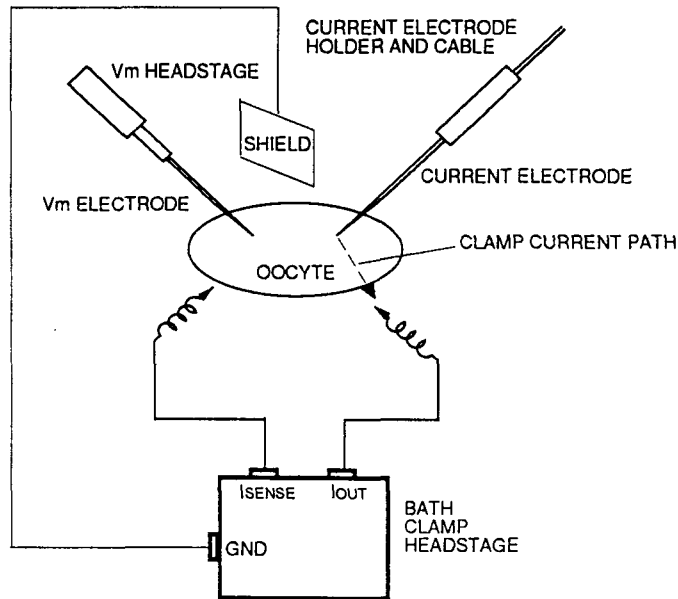 CURRENT ELECTRODE
HOLDER AND CABLE
Vm HEADSTAGE
SHIELD
CURRENT ELECTRODE
Vm ELECTRODE
CLAMP CURRENT PATH
OOCYTE
ISENSE
IOUT
BATH
CLAMP
HEADSTAGE
GND